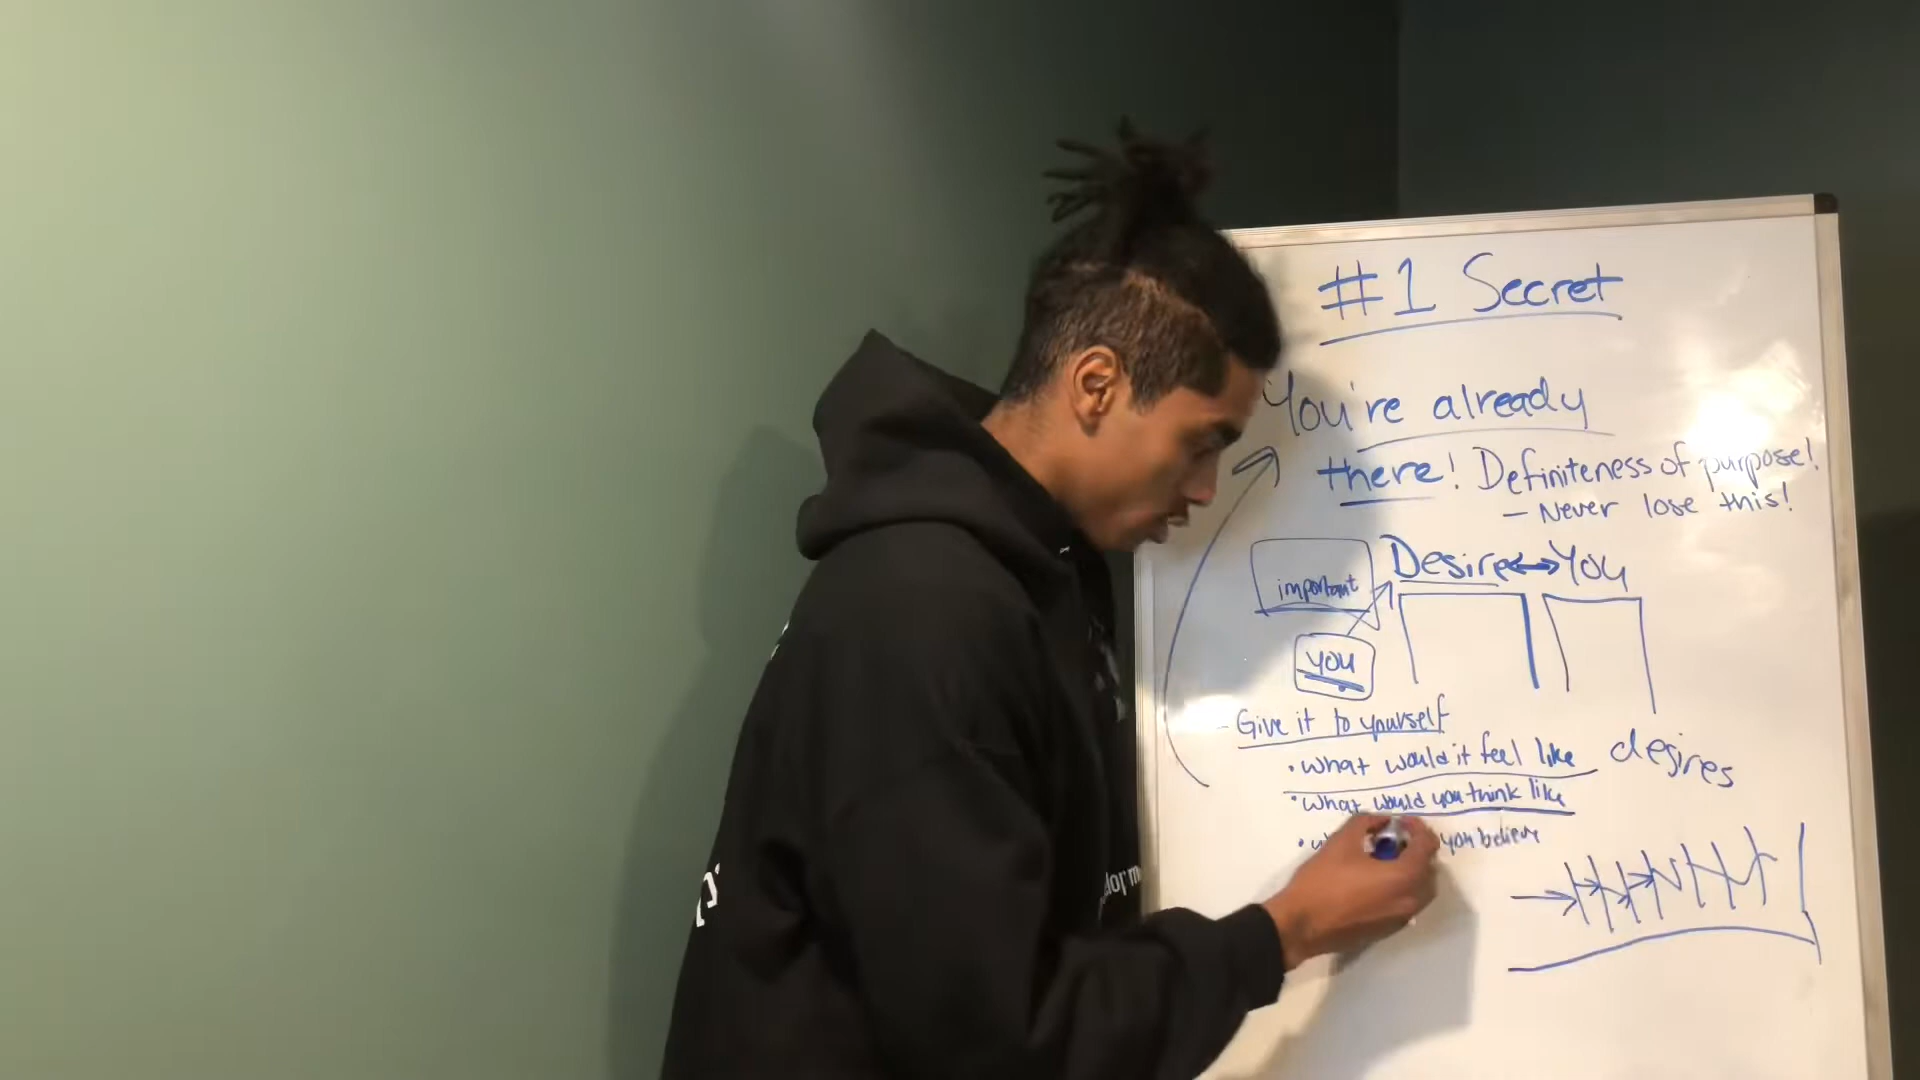 #1 Secret
You're already
there! Definiteness of purpose!
- Never lose this!
important
Desire↔You
you
- Give it to yourself
• What would it feel like
desires
• What would you think like
• you believe